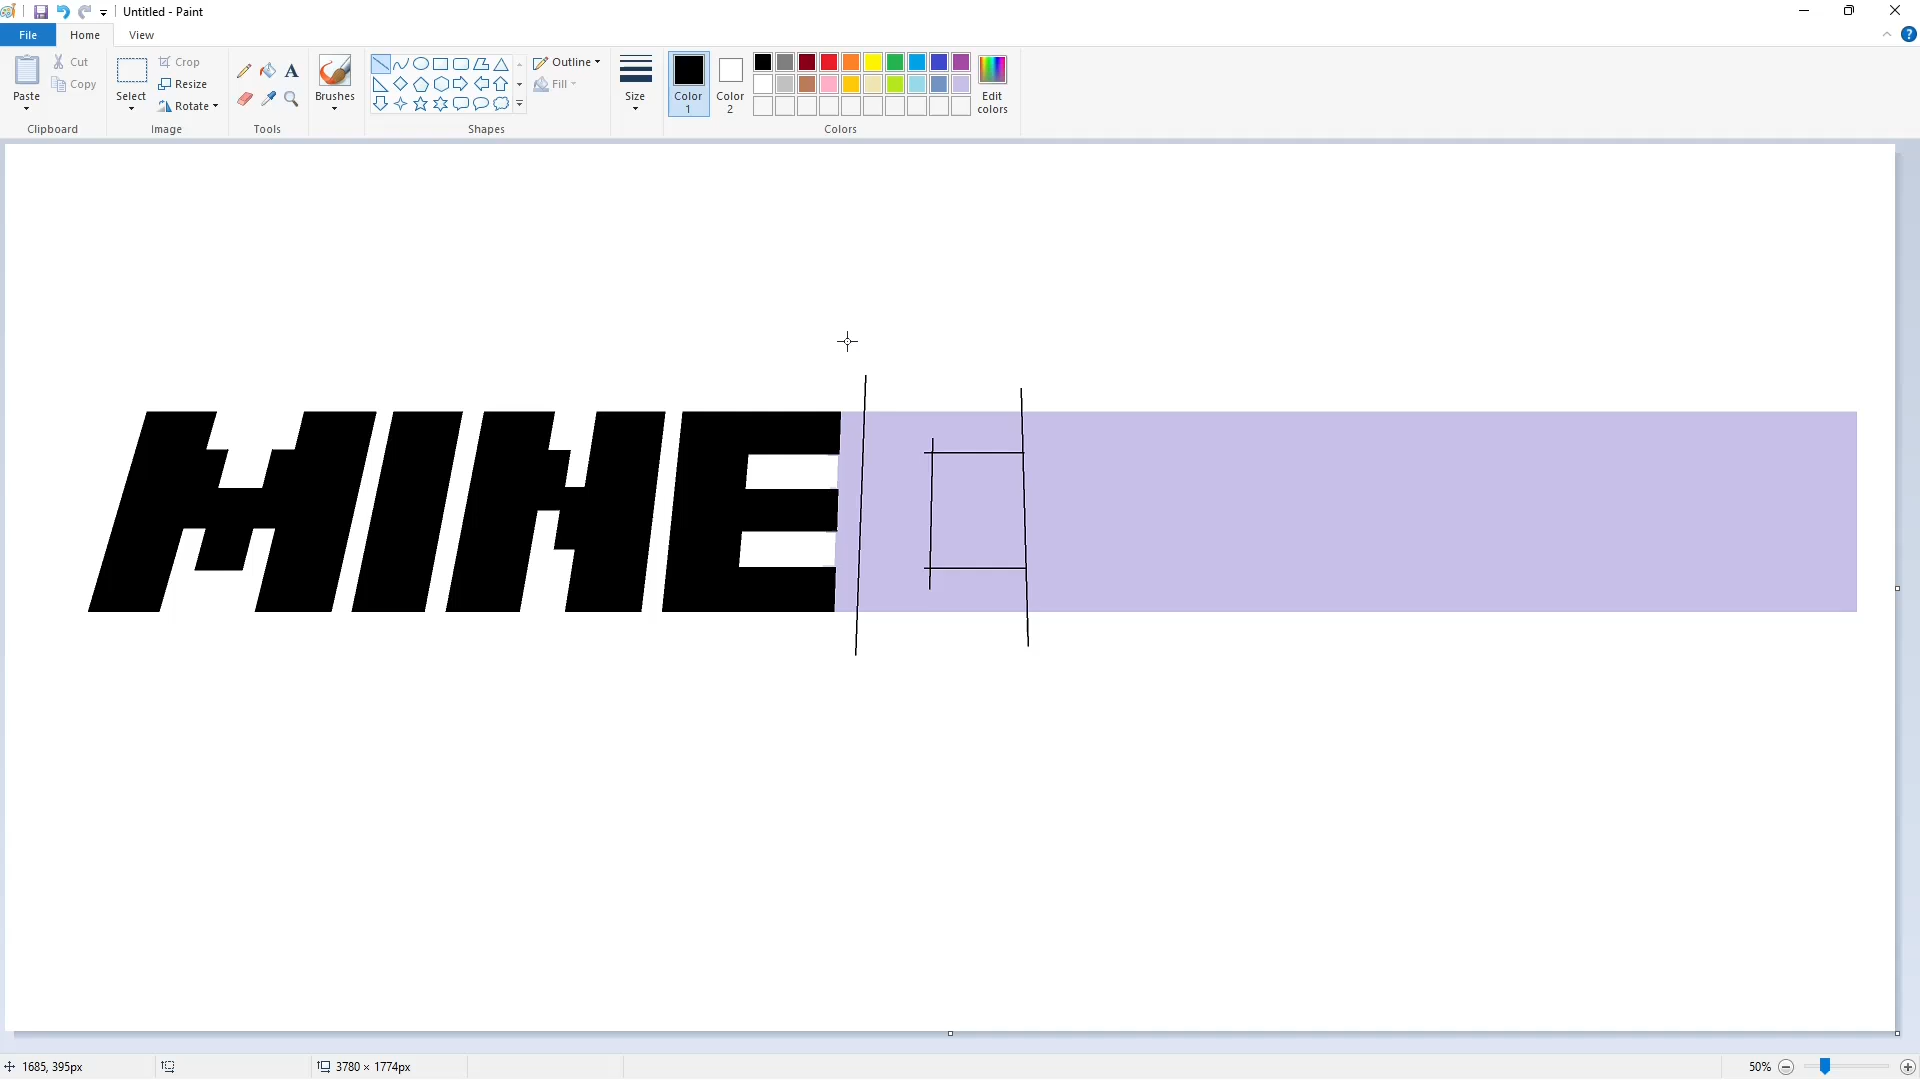 Untitled - Paint
File Home View
Paste
Cut
Copy
Clipboard
Select
Crop
Resize
Rotate
Image
A
Tools
Brushes
Shapes
Outline
Fill
Size
Color 1
Color 2
Colors
Edit colors
?
MINE
1685, 395px
3780 × 1774px
50%